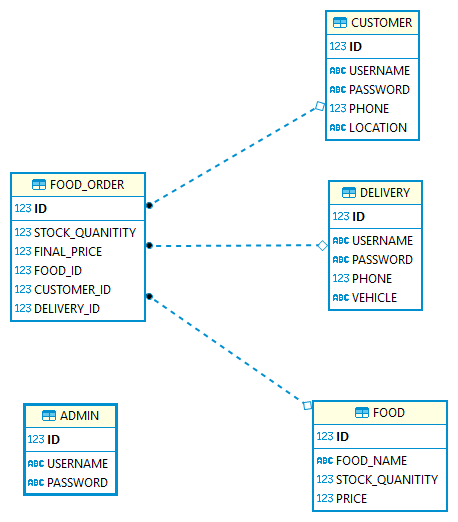 CUSTOMER
123 ID
ABC USERNAME
ABC PASSWORD
123 PHONE
ABC LOCATION
FOOD_ORDER
123 ID
123 STOCK_QUANITITY
123 FINAL_PRICE
123 FOOD_ID
123 CUSTOMER_ID
123 DELIVERY_ID
DELIVERY
123 ID
ABC USERNAME
ABC PASSWORD
123 PHONE
ABC VEHICLE
ADMIN
123 ID
ABC USERNAME
ABC PASSWORD
FOOD
123 ID
ABC FOOD_NAME
123 STOCK_QUANITITY
123 PRICE